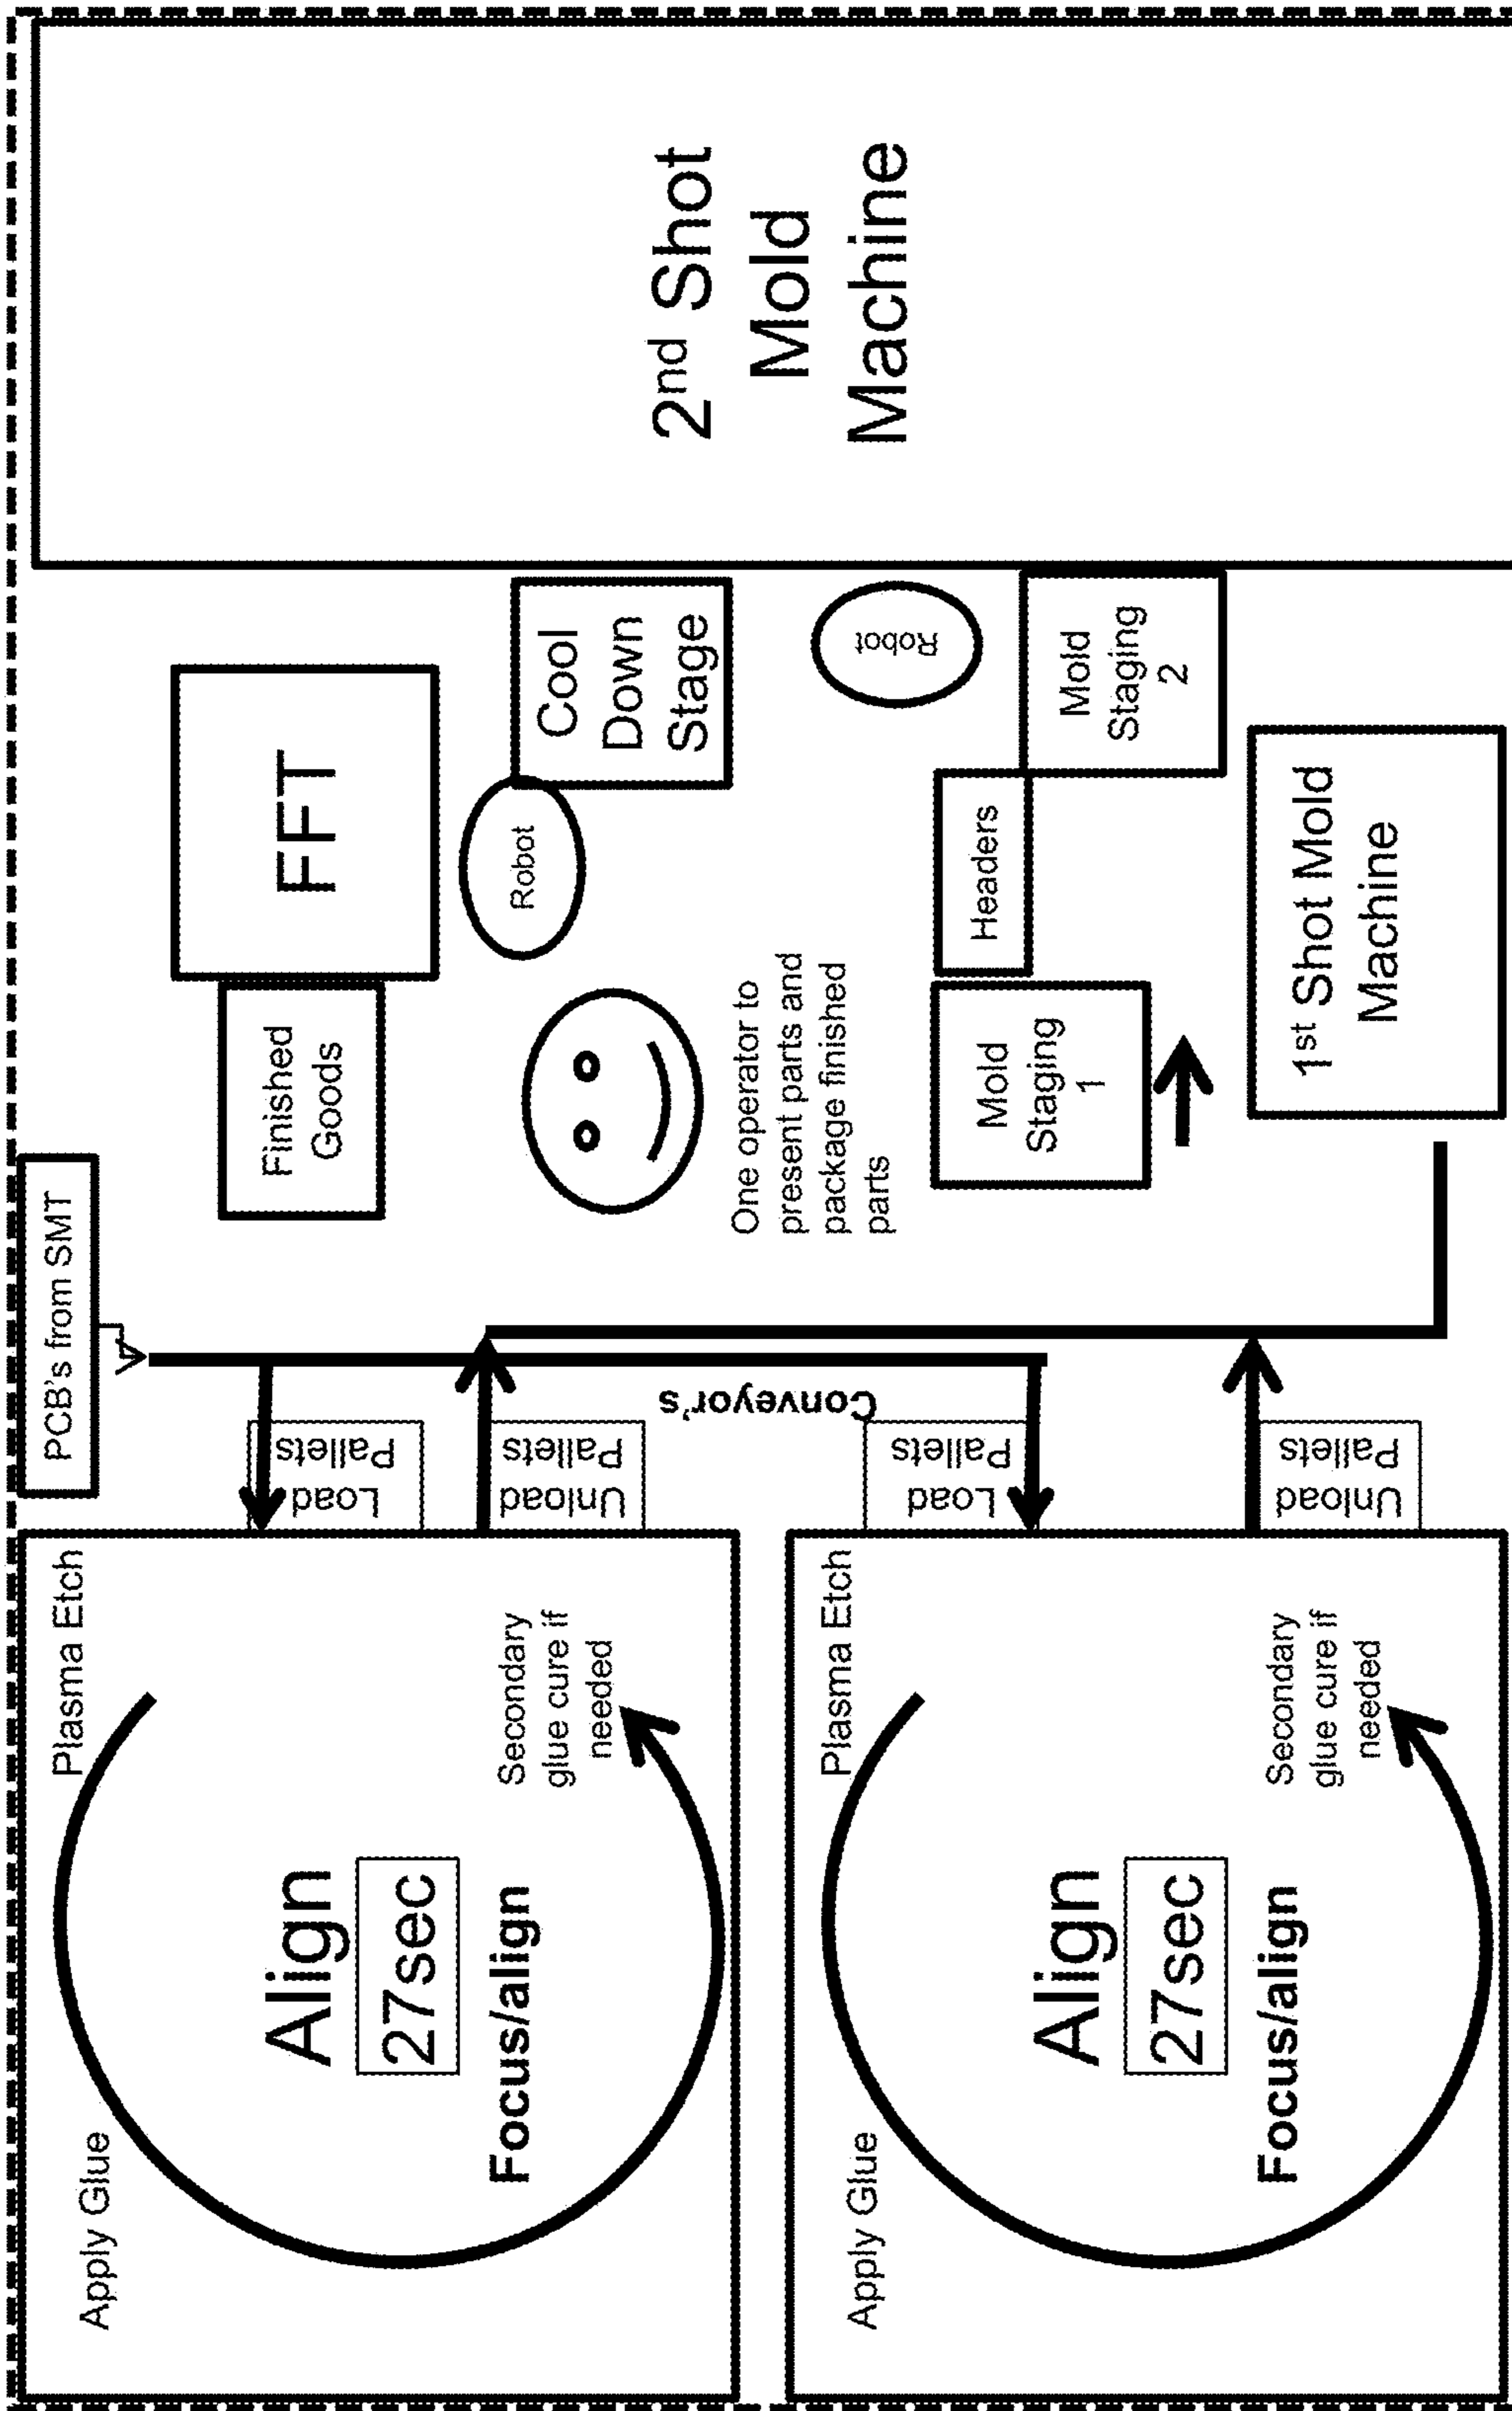 Plasma Etch
Apply Glue
Align
27sec
Focus/align
Secondary
glue cure if
needed
Load
Pallets
Unload
Pallets
Plasma Etch
Apply Glue
Align
27sec
Focus/align
Secondary
glue cure if
needed
Load
Pallets
Unload
Pallets
Conveyor's
PCB's from SMT
Finished
Goods
FFT
Robot
Cool
Down
Stage
One operator to
present parts and
package finished
parts
Mold
Staging
1
Headers
Robot
Mold
Staging
2
1st Shot Mold
Machine
2nd Shot
Mold
Machine